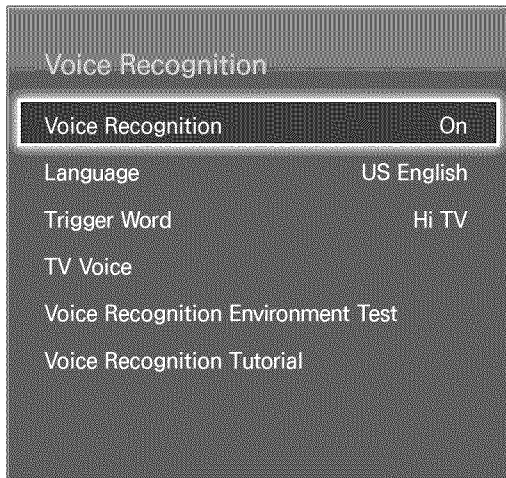 Voice Recognition
Voice Recognition On
Language US English
Trigger Word Hi TV
TV Voice
Voice Recognition Environment Test
Voice Recognition Tutorial